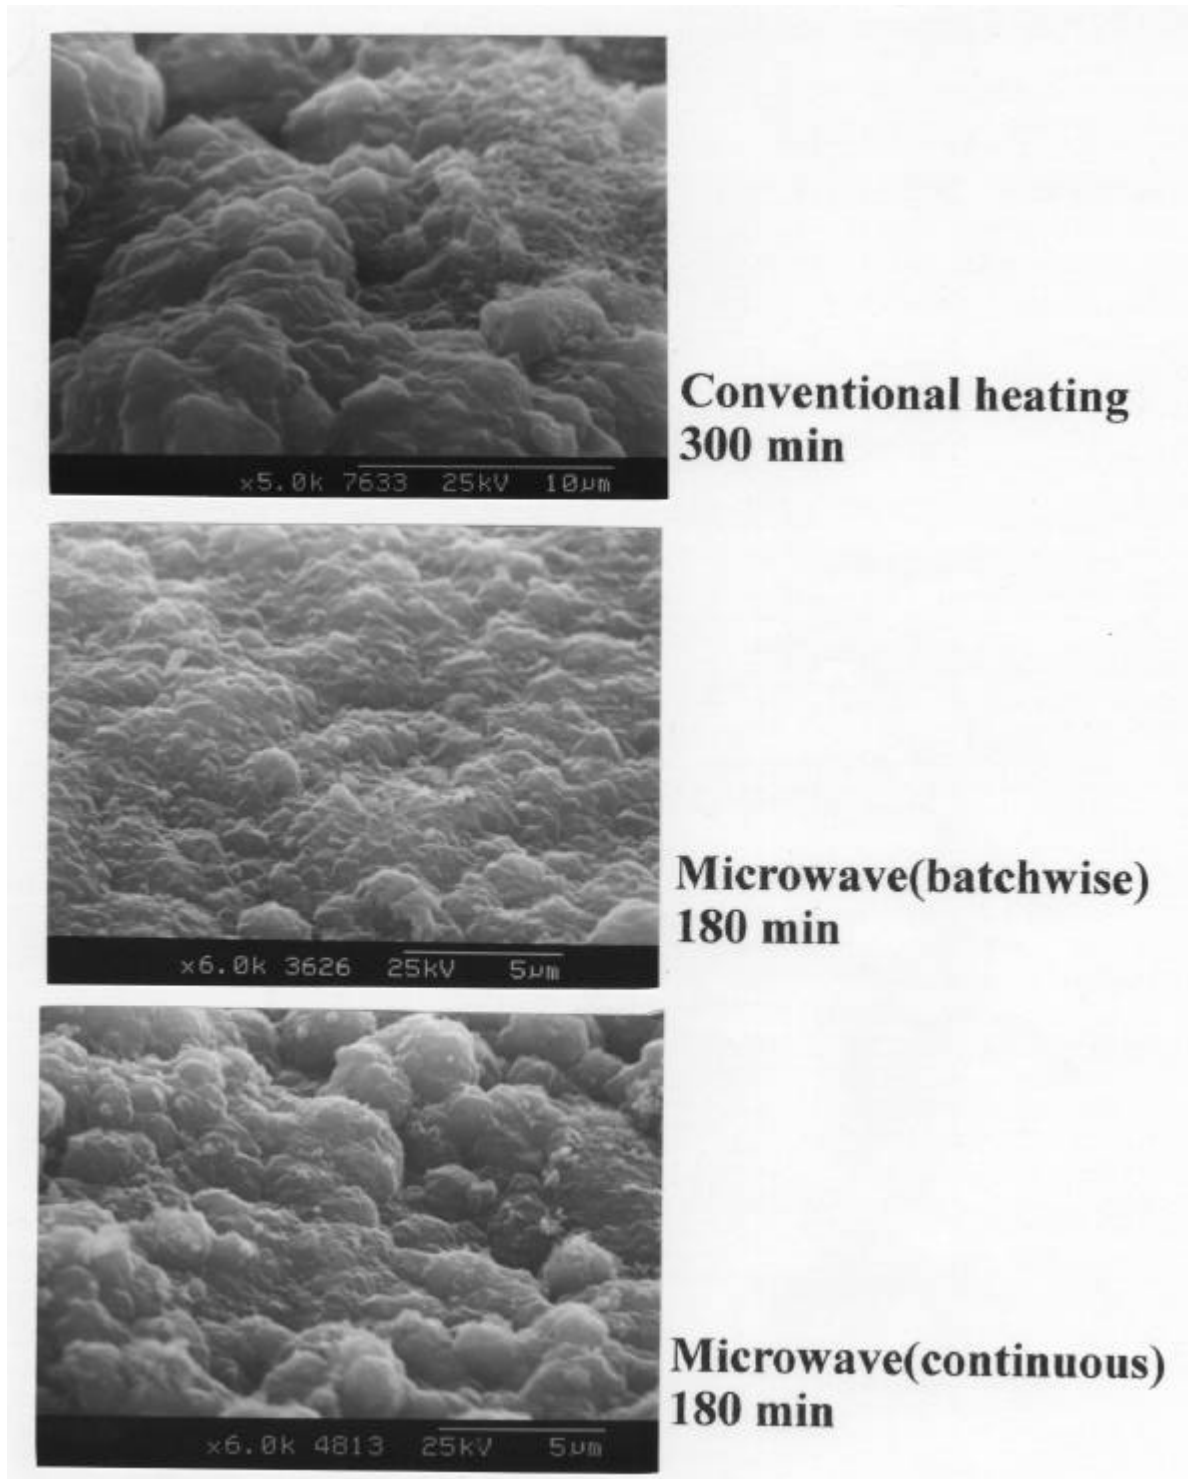 Conventional heating
300 min
x5.0k 7633 25kV 10µm
Microwave(batchwise)
180 min
x6.0k 3626 25kV 5µm
Microwave(continuous)
180 min
x6.0k 4813 25kV 5µm